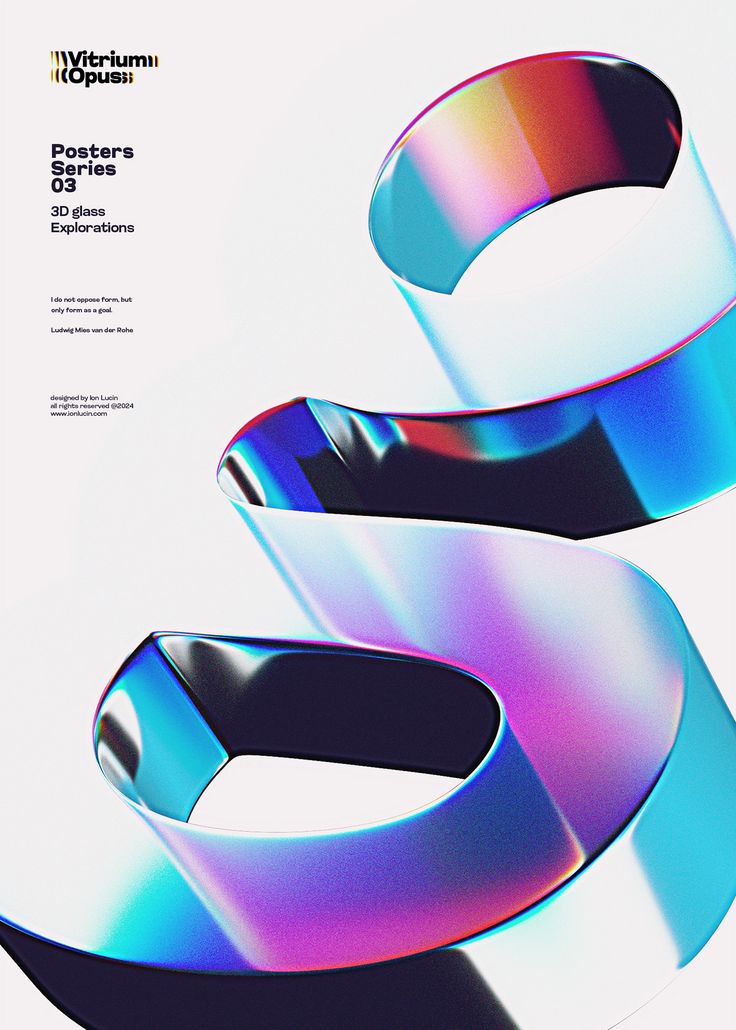 Vitrium
Opus
Posters
Series
03
3D glass
Explorations
I do not oppose form, but
only form as a goal.
Ludwig Mies van der Rohe
designed by Ion Lucin
all rights reserved @2024
www.ionlucin.com